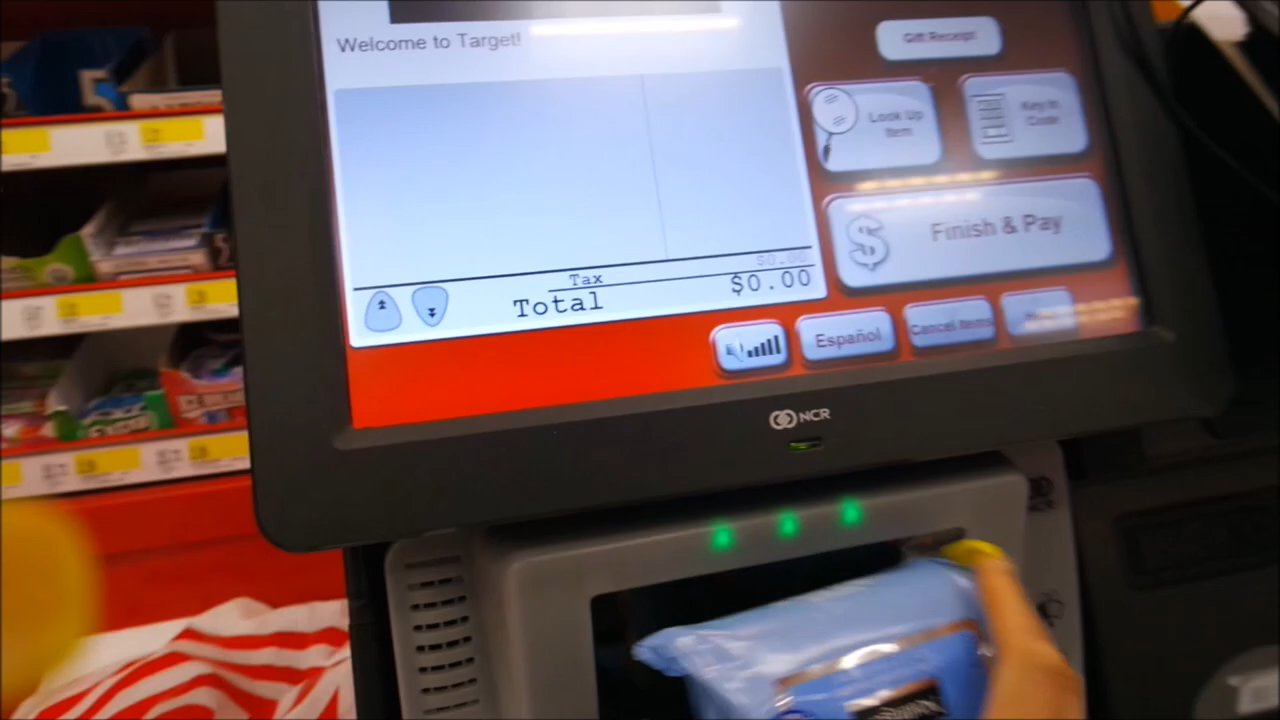 Welcome to Target!
Gift Receipt
Look Up
Item
Key In
Code
Finish & Pay
$
Tax $0.00
Total $0.00
Español
Cancel Items
NCR